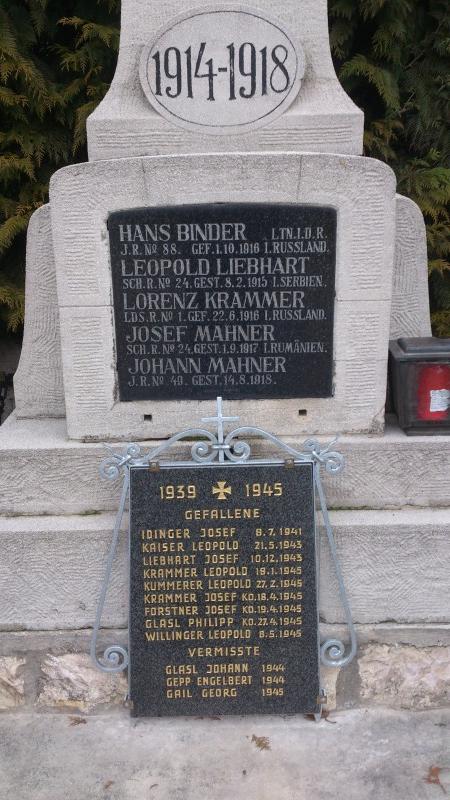 1914-1918
HANS BINDER LTN.I.D.R.
J.R.Nº 88. GEF.1.10.1916 I.RUSSLAND.
LEOPOLD LIEBHART
SCH.R.Nº 24.GEST.8.2.1915 I.SERBIEN.
LORENZ KRAMMER
LD.S.R.Nº 1.GEF.22.6.1916 I.RUSSLAND.
JOSEF MAHNER
SCH.R.Nº 24.GEST.1.9.1917 I.RUMÄNIEN.
JOHANN MAHNER
J.R.Nº 49. GEST.14.8.1918.
1939 1945
GEFALLENE
IDINGER JOSEF 8.7.1941
KAISER LEOPOLD 21.5.1943
LIEBHART JOSEF 10.12.1943
KRAMMER LEOPOLD 19.1.1945
KUMMERER LEOPOLD 27.2.1945
KRAMMER JOSEF KO.18.4.1945
FORSTNER JOSEF KO.19.4.1945
GLASL PHILIPP KO.27.4.1945
WILLINGER LEOPOLD 8.5.1945
VERMISSTE
GLASL JOHANN 1944
GEPP ENGELBERT 1944
GAIL GEORG 1945